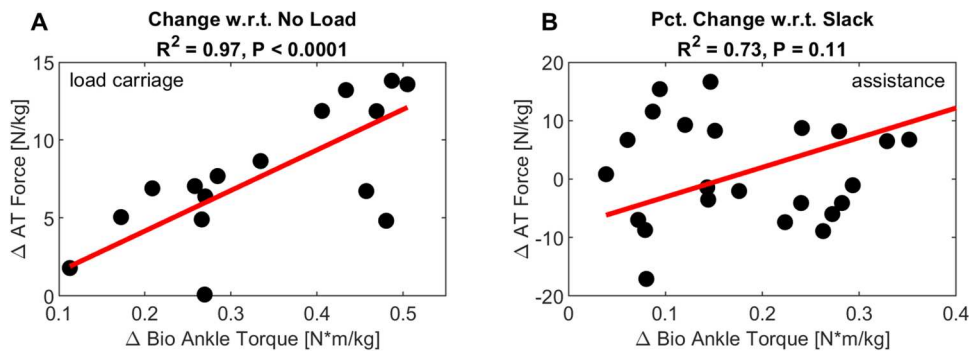 A
Change w.r.t. No Load
R² = 0.97, P < 0.0001
load carriage
15
10
5
0
Δ AT Force [N/kg]
0.1 0.2 0.3 0.4 0.5
Δ Bio Ankle Torque [N*m/kg]
B
Pct. Change w.r.t. Slack
R² = 0.73, P = 0.11
assistance
20
10
0
-10
-20
Δ AT Force [N/kg]
0 0.1 0.2 0.3 0.4
Δ Bio Ankle Torque [N*m/kg]